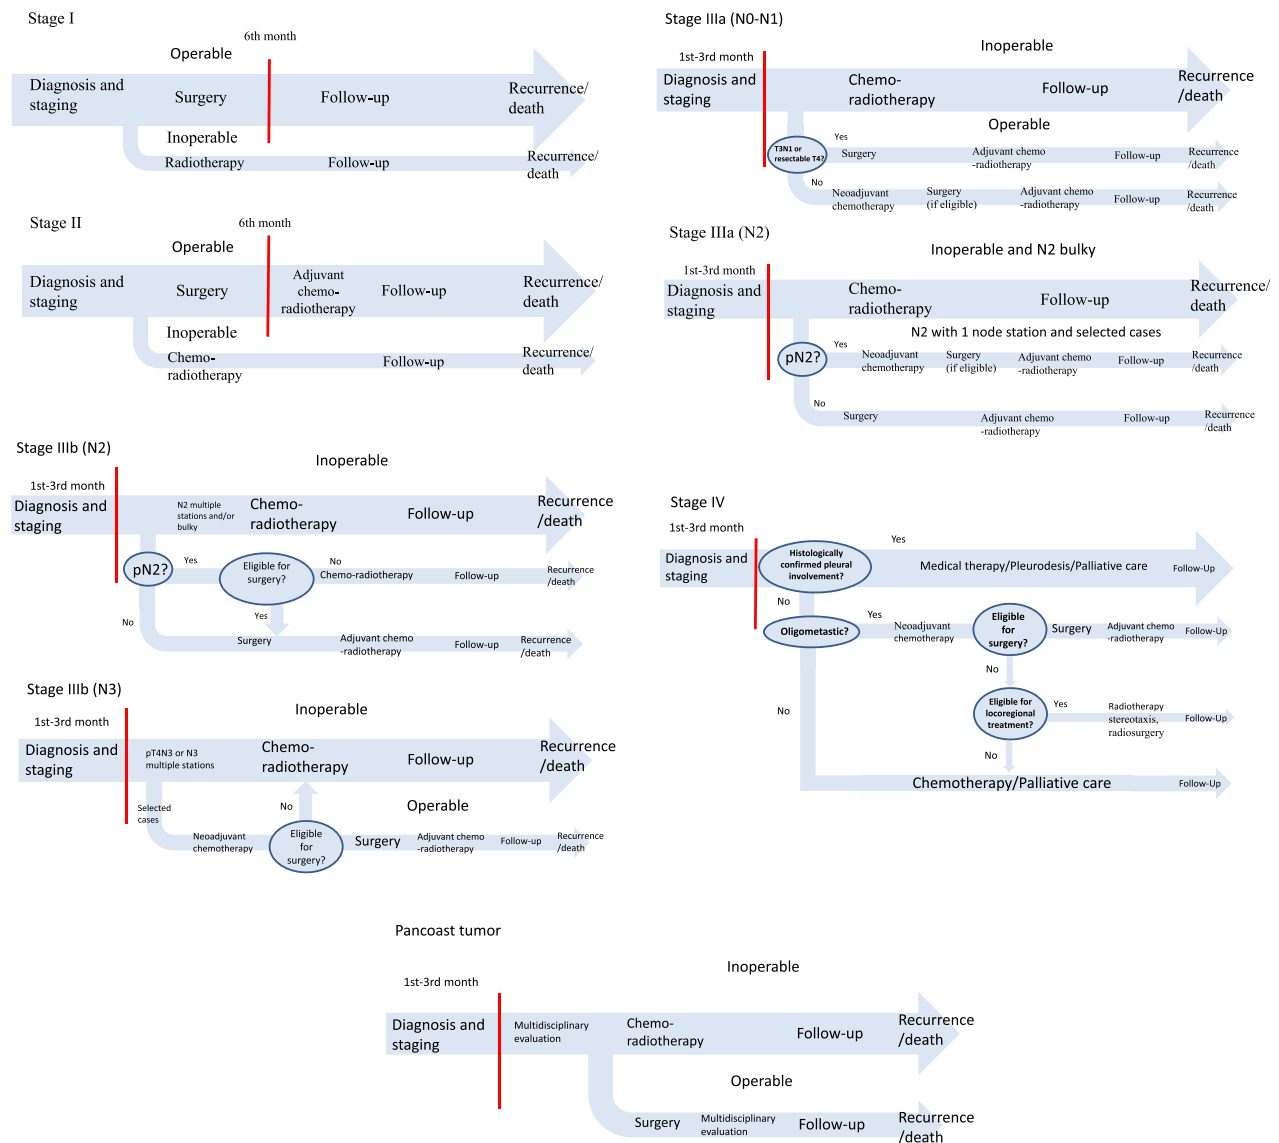 Stage I
6th month
Operable
Diagnosis and
staging
Surgery
Follow-up
Recurrence/
death
Inoperable
Radiotherapy
Follow-up
Recurrence/
death
Stage II
6th month
Operable
Diagnosis and
staging
Surgery
Adjuvant
chemo-
radiotherapy
Follow-up
Recurrence/
death
Inoperable
Chemo-
radiotherapy
Follow-up
Recurrence/
death
Stage IIIa (N0-N1)
1st-3rd month
Inoperable
Diagnosis and
staging
Chemo-
radiotherapy
Follow-up
Recurrence
/death
Operable
T3N1 or
resectable T4?
Yes
Surgery
Adjuvant chemo
-radiotherapy
Follow-up
Recurrence
/death
No
Neoadjuvant
chemotherapy
Surgery
(if eligible)
Adjuvant chemo
-radiotherapy
Follow-up
Recurrence
/death
Stage IIIa (N2)
1st-3rd month
Inoperable and N2 bulky
Diagnosis and
staging
Chemo-
radiotherapy
Follow-up
Recurrence/
death
N2 with 1 node station and selected cases
pN2?
Yes
Neoadjuvant
chemotherapy
Surgery
(if eligible)
Adjuvant chemo
-radiotherapy
Follow-up
Recurrence
/death
No
Surgery
Adjuvant chemo
-radiotherapy
Follow-up
Recurrence
/death
Stage IIIb (N2)
1st-3rd month
Inoperable
Diagnosis and
staging
N2 multiple
stations and/or
bulky
Chemo-
radiotherapy
Follow-up
Recurrence
/death
pN2?
Yes
Eligible for
surgery?
No
Chemo-radiotherapy
Follow-up
Recurrence
/death
No
Yes
Surgery
Adjuvant chemo
-radiotherapy
Follow-up
Recurrence
/death
Stage IIIb (N3)
1st-3rd month
Inoperable
Diagnosis and
staging
pT4N3 or N3
multiple stations
Chemo-
radiotherapy
Follow-up
Recurrence
/death
Selected
cases
No
Operable
Neoadjuvant
chemotherapy
Eligible
for
surgery?
Surgery
Adjuvant chemo
-radiotherapy
Follow-up
Recurrence
/death
Stage IV
1st-3rd month
Diagnosis and
staging
Histologically
confirmed pleural
involvement?
Yes
Medical therapy/Pleurodesis/Palliative care
Follow-Up
No
Oligometastic?
Yes
Neoadjuvant
chemotherapy
Eligible
for
surgery?
Surgery
Adjuvant chemo
-radiotherapy
Follow-Up
No
No
Eligible for
locoregional
treatment?
Yes
Radiotherapy
stereotaxis,
radiosurgery
Follow-Up
No
Chemotherapy/Palliative care
Follow-Up
Pancoast tumor
1st-3rd month
Inoperable
Diagnosis and
staging
Multidisciplinary
evaluation
Chemo-
radiotherapy
Follow-up
Recurrence
/death
Operable
Surgery
Multidisciplinary
evaluation
Follow-up
Recurrence
/death